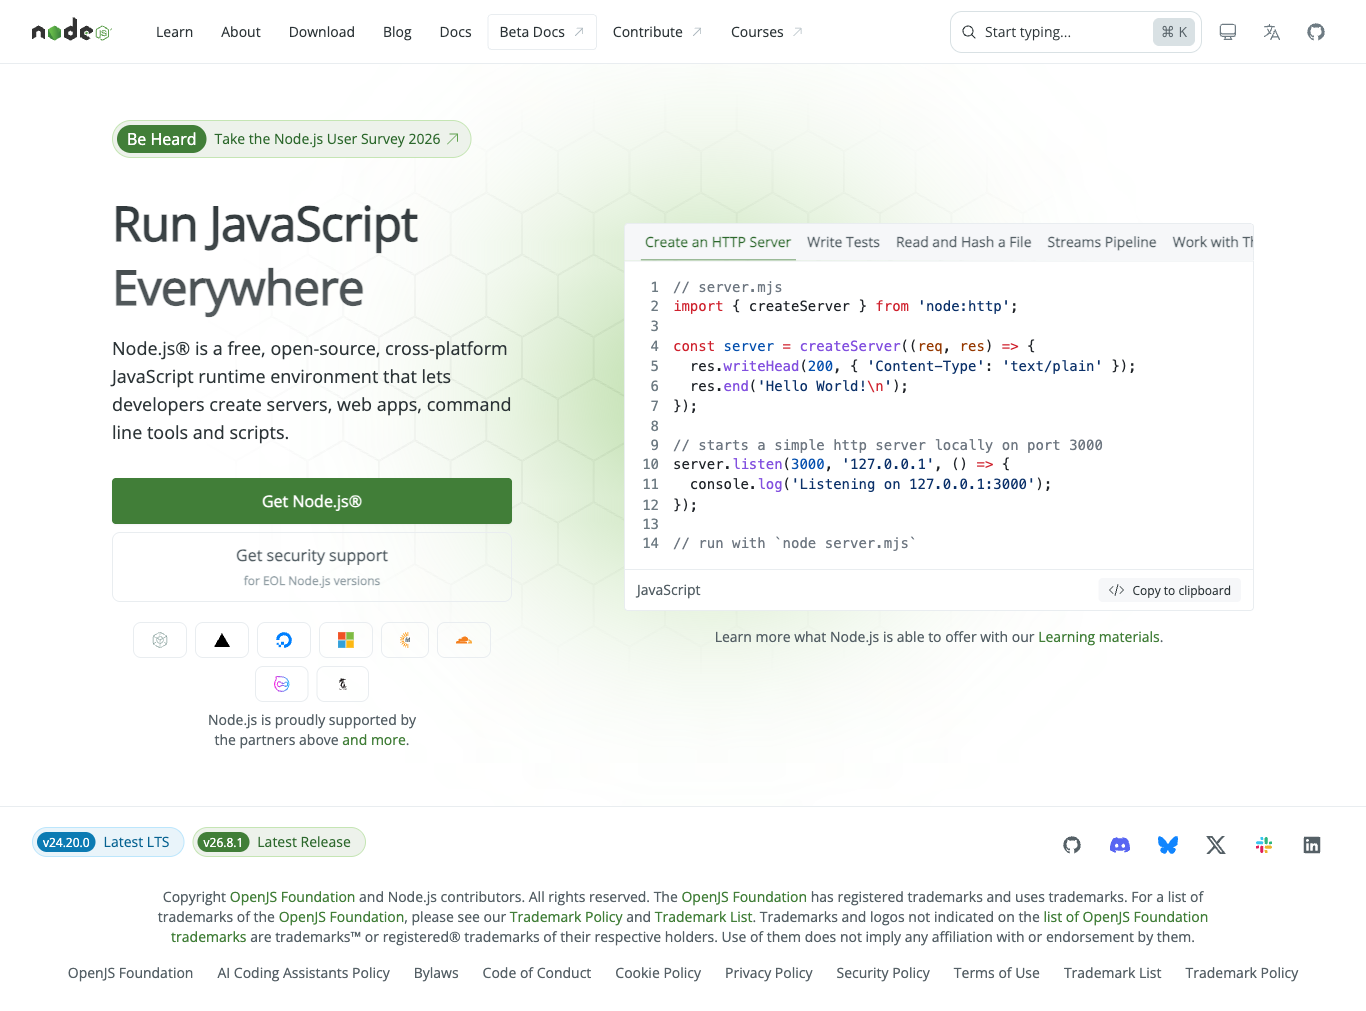 node JS
Learn About Download Blog Docs Beta Docs Contribute Courses
Start typing... ⌘ K
Be Heard Take the Node.js User Survey 2026
Run JavaScript
Everywhere
Node.js® is a free, open-source, cross-platform
JavaScript runtime environment that lets
developers create servers, web apps, command
line tools and scripts.
Get Node.js®
Get security support
for EOL Node.js versions
Node.js is proudly supported by
the partners above and more.
Create an HTTP Server Write Tests Read and Hash a File Streams Pipeline Work with Th
1 // server.mjs
2 import { createServer } from 'node:http';
3
4 const server = createServer((req, res) => {
5   res.writeHead(200, { 'Content-Type': 'text/plain' });
6   res.end('Hello World!\n');
7 });
8
9 // starts a simple http server locally on port 3000
10 server.listen(3000, '127.0.0.1', () => {
11   console.log('Listening on 127.0.0.1:3000');
12 });
13
14 // run with `node server.mjs`
JavaScript
Copy to clipboard
Learn more what Node.js is able to offer with our Learning materials.
v24.20.0 Latest LTS v26.8.1 Latest Release
Copyright OpenJS Foundation and Node.js contributors. All rights reserved. The OpenJS Foundation has registered trademarks and uses trademarks. For a list of
trademarks of the OpenJS Foundation, please see our Trademark Policy and Trademark List. Trademarks and logos not indicated on the list of OpenJS Foundation
trademarks are trademarks™ or registered® trademarks of their respective holders. Use of them does not imply any affiliation with or endorsement by them.
OpenJS Foundation AI Coding Assistants Policy Bylaws Code of Conduct Cookie Policy Privacy Policy Security Policy Terms of Use Trademark List Trademark Policy